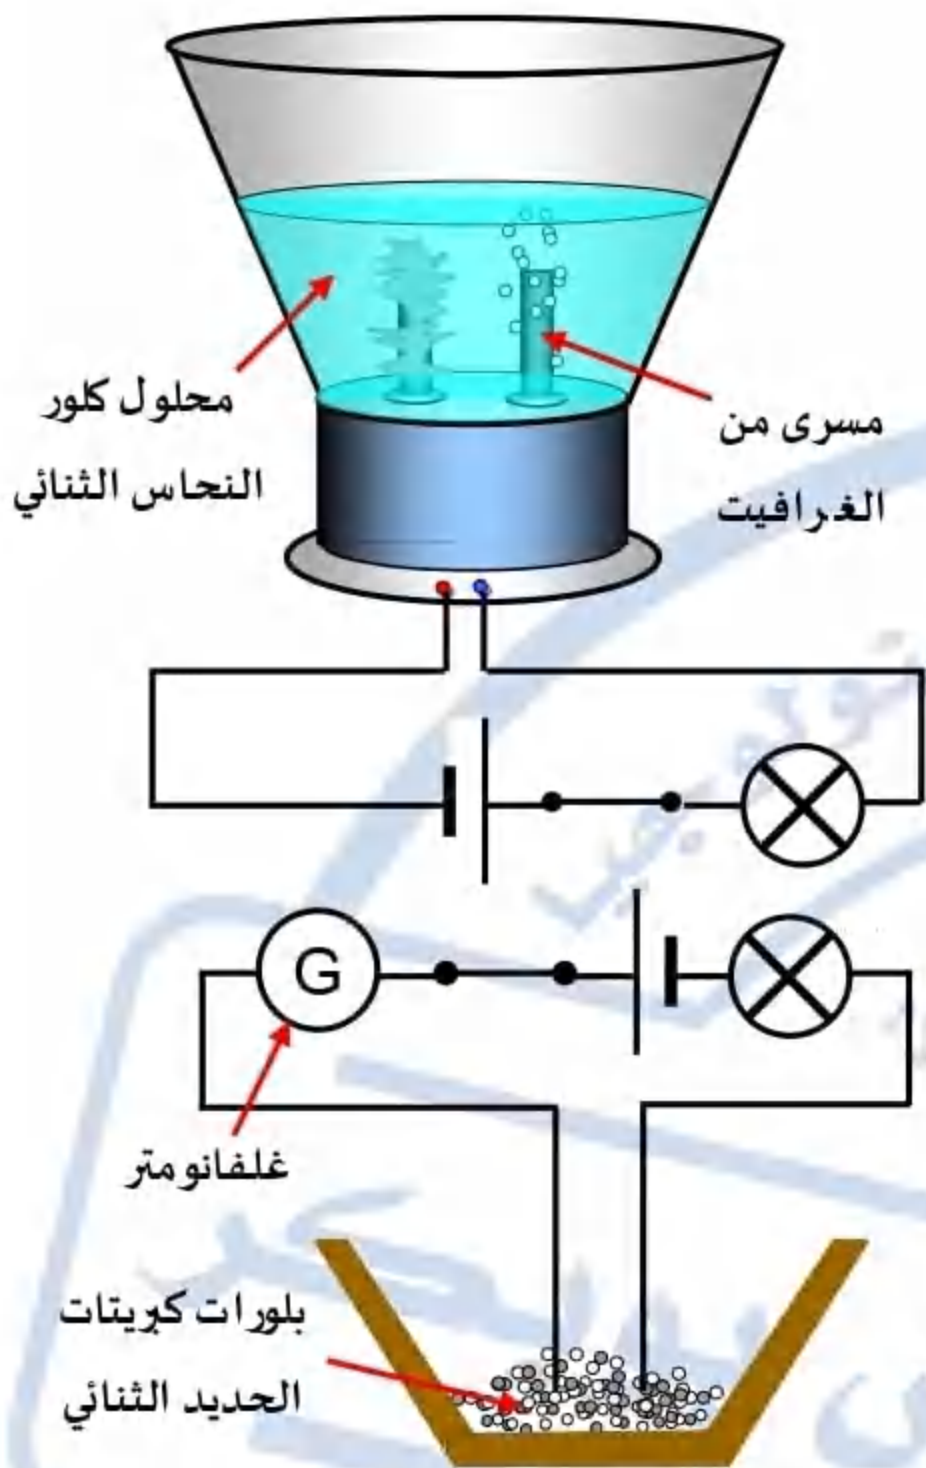 محلول كلور
النحاس الثنائي
مسرى من
الغرافيت
G
غلفانومتر
بلورات كبريتات
الحديد الثنائي